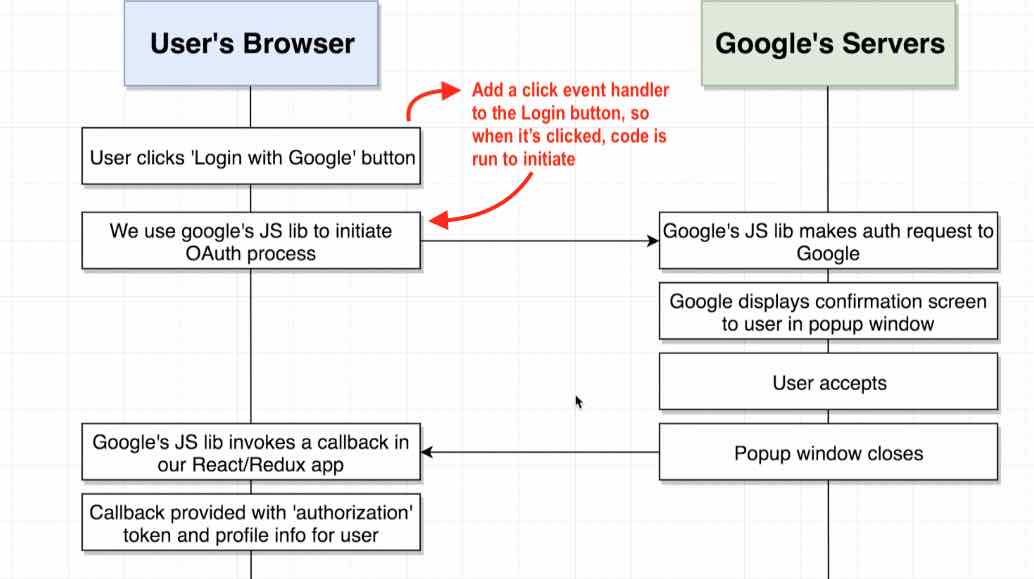 User's Browser
Google's Servers
Add a click event handler
to the Login button, so
when it's clicked, code is
run to initiate
User clicks 'Login with Google' button
We use google's JS lib to initiate
OAuth process
Google's JS lib makes auth request to
Google
Google displays confirmation screen
to user in popup window
User accepts
Google's JS lib invokes a callback in
our React/Redux app
Popup window closes
Callback provided with 'authorization'
token and profile info for user